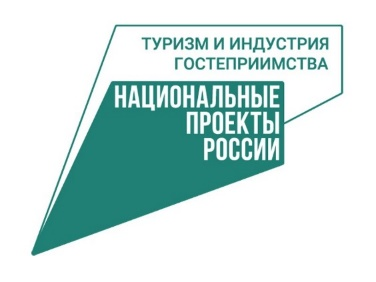 ТУРИЗМ И ИНДУСТРИЯ
ГОСТЕПРИИМСТВА
НАЦИОНАЛЬНЫЕ
ПРОЕКТЫ
РОССИИ